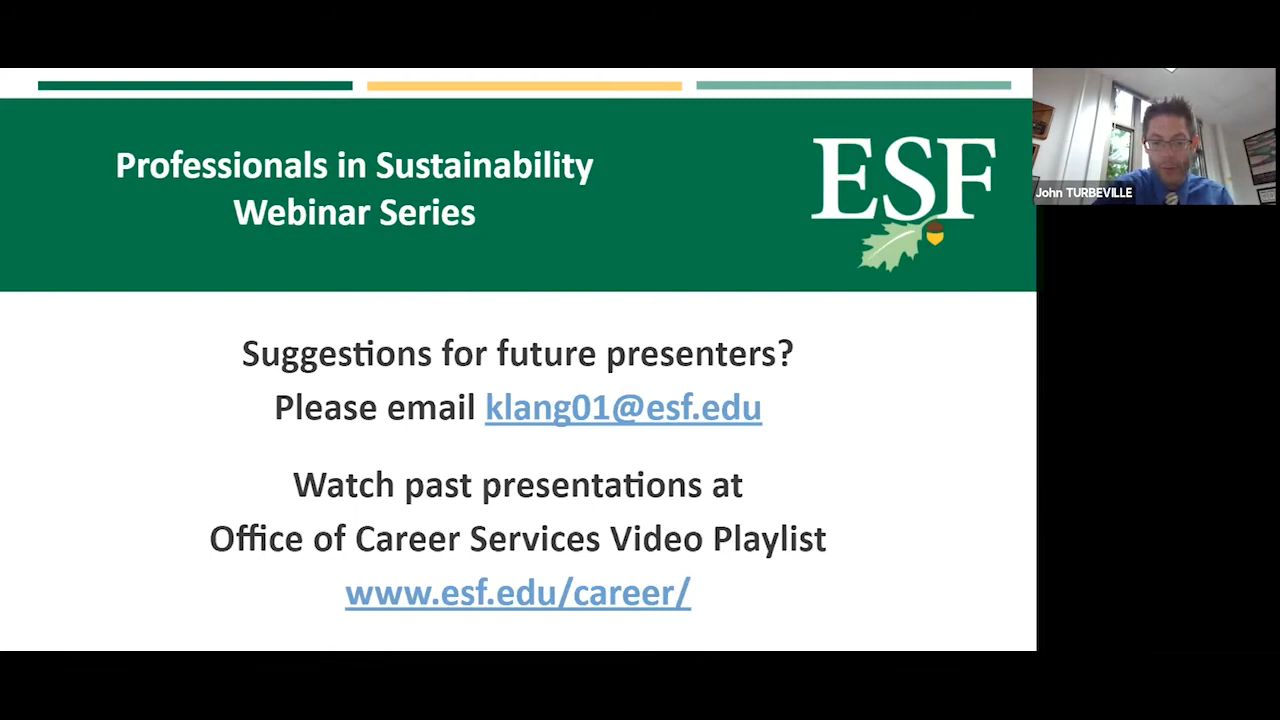 Professionals in Sustainability
Webinar Series
ESF
John TURBEVILLE
Suggestions for future presenters?
Please email klang01@esf.edu
Watch past presentations at
Office of Career Services Video Playlist
www.esf.edu/career/